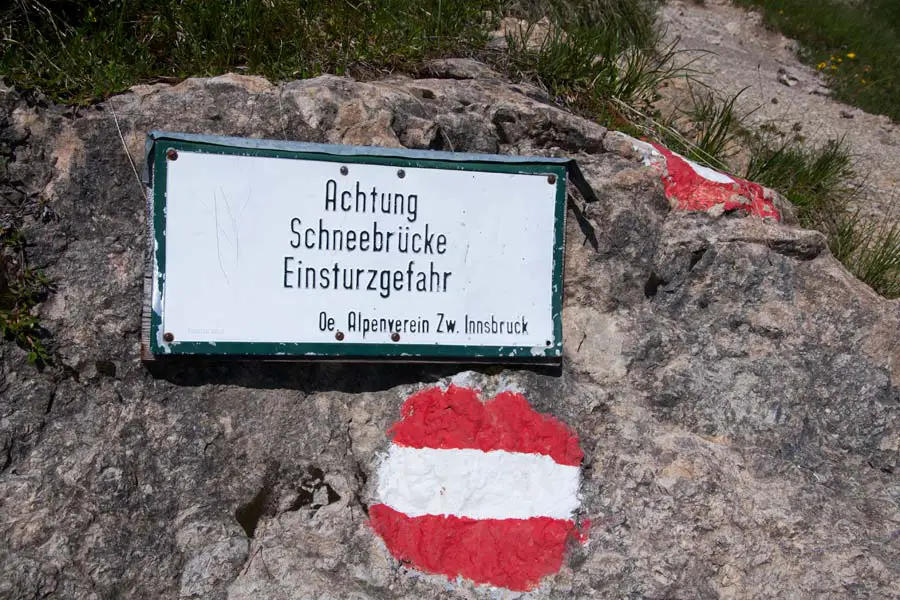 Achtung
Schneebrücke
Einsturzgefahr
Oe. Alpenverein Zw. Innsbruck